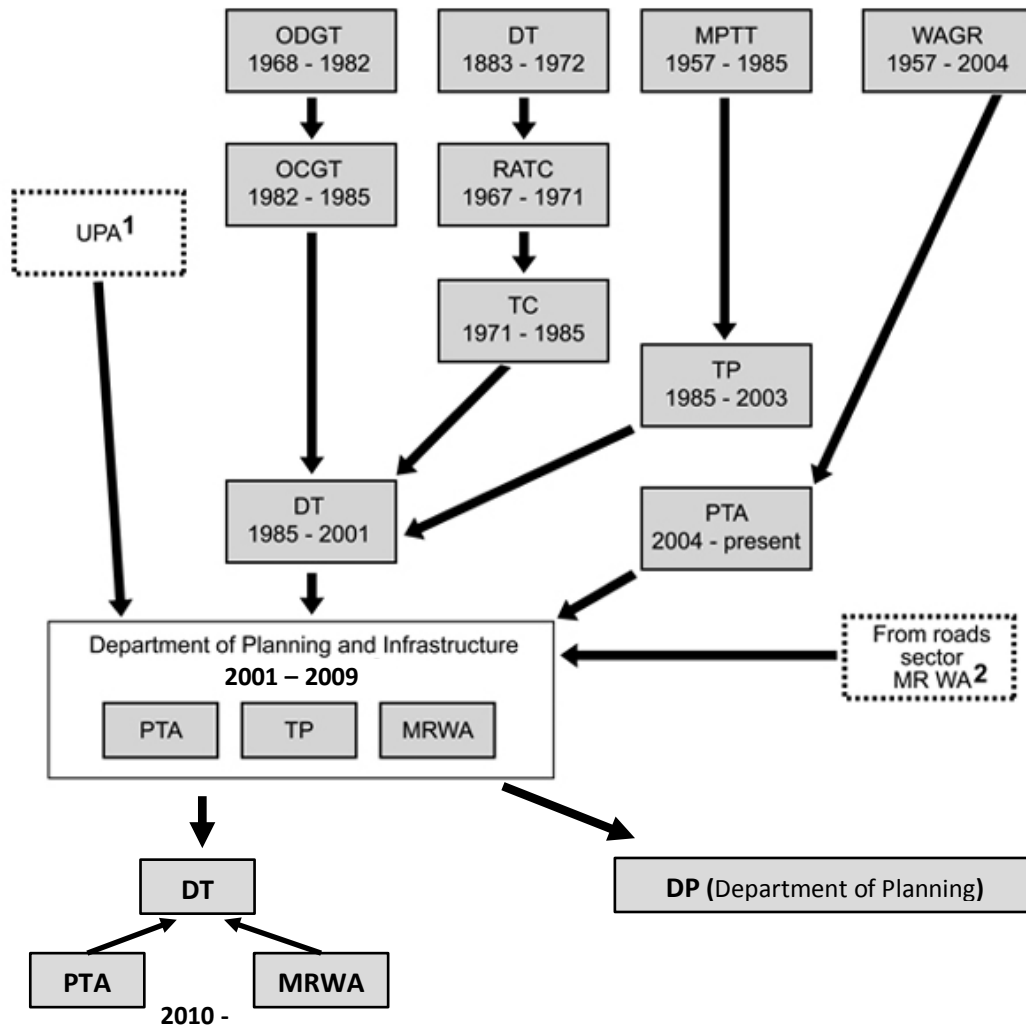 ODGT
1968 - 1982
DT
1883 - 1972
MPTT
1957 - 1985
WAGR
1957 - 2004
OCGT
1982 - 1985
RATC
1967 - 1971
UPA1
TC
1971 - 1985
TP
1985 - 2003
DT
1985 - 2001
PTA
2004 - present
Department of Planning and Infrastructure
2001 – 2009
PTA
TP
MRWA
From roads
sector
MR WA2
DT
DP (Department of Planning)
PTA
MRWA
2010 -